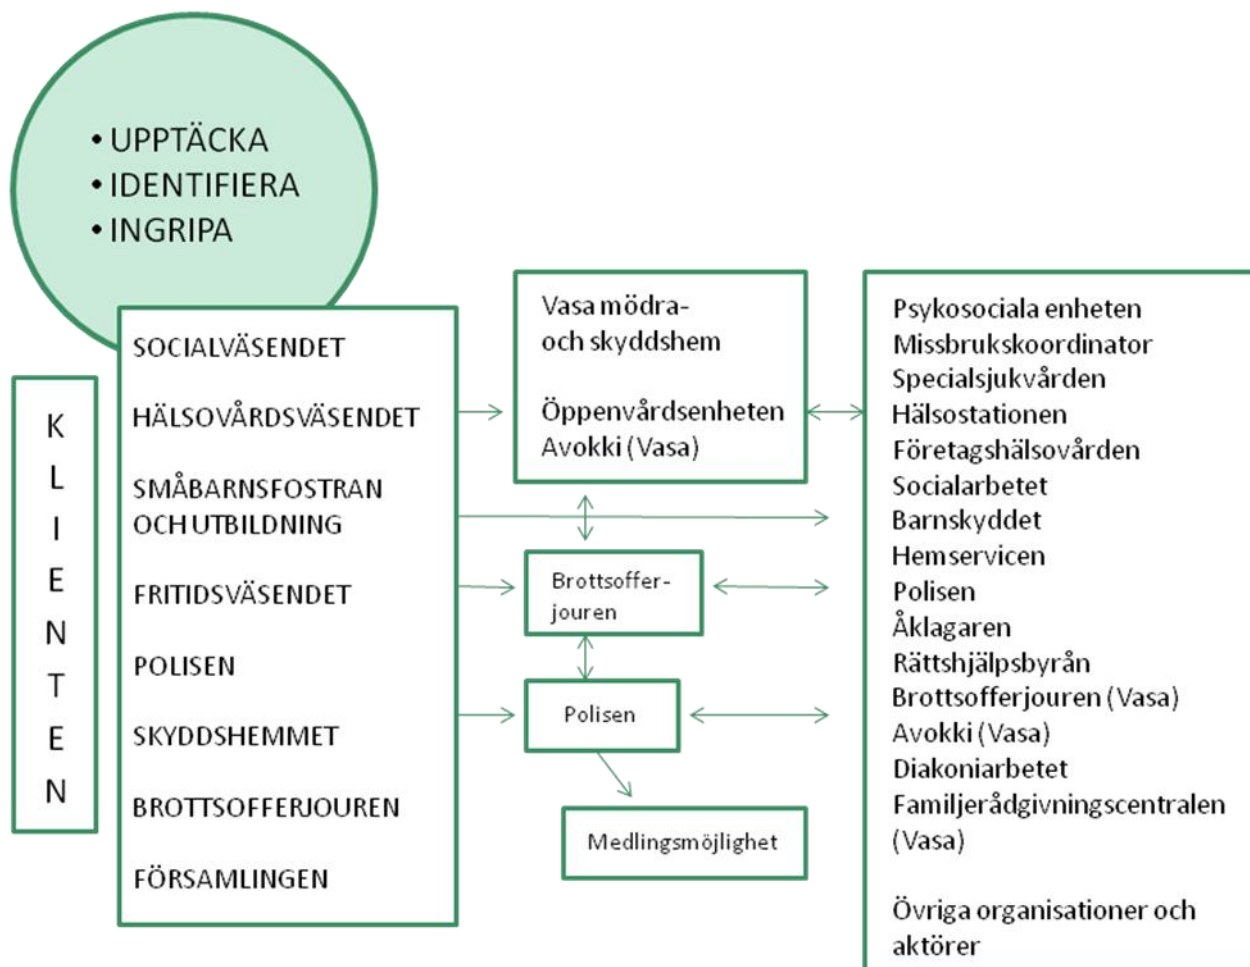 • UPPTÄCKA
• IDENTIFIERA
• INGRIPA
KLIENTEN
SOCIALVÄSENDET
HÄLSOVÅRDSVÄSENDET
SMÅBARNSFOSTRAN
OCH UTBILDNING
FRITIDSVÄSENDET
POLISEN
SKYDDSHEMMET
BROTTSOFFERJOUREN
FÖRSAMLINGEN
Vasa mödra-
och skyddshem
Öppenvårdsenheten
Avokki (Vasa)
Brottsoffer-
jouren
Polisen
Medlingsmöjlighet
Psykosociala enheten
Missbrukskoordinator
Specialsjukvården
Hälsostationen
Företagshälsovården
Socialarbetet
Barnskyddet
Hemservicen
Polisen
Åklagaren
Rättshjälpsbyrån
Brottsofferjouren (Vasa)
Avokki (Vasa)
Diakoniarbetet
Familjerådgivningscentralen
(Vasa)
Övriga organisationer och
aktörer